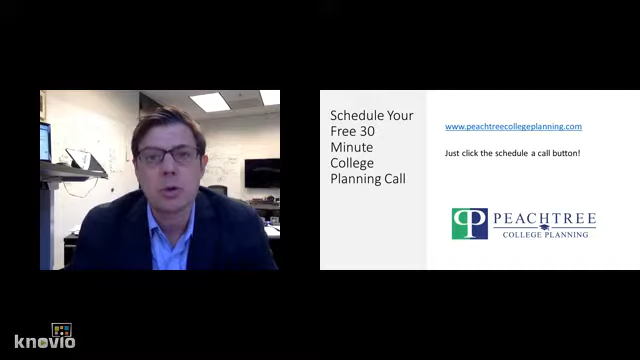 Schedule Your
Free 30
Minute
College
Planning Call
www.peachtreecollegeplanning.com
Just click the schedule a call button!
PEACHTREE
COLLEGE PLANNING
knovio